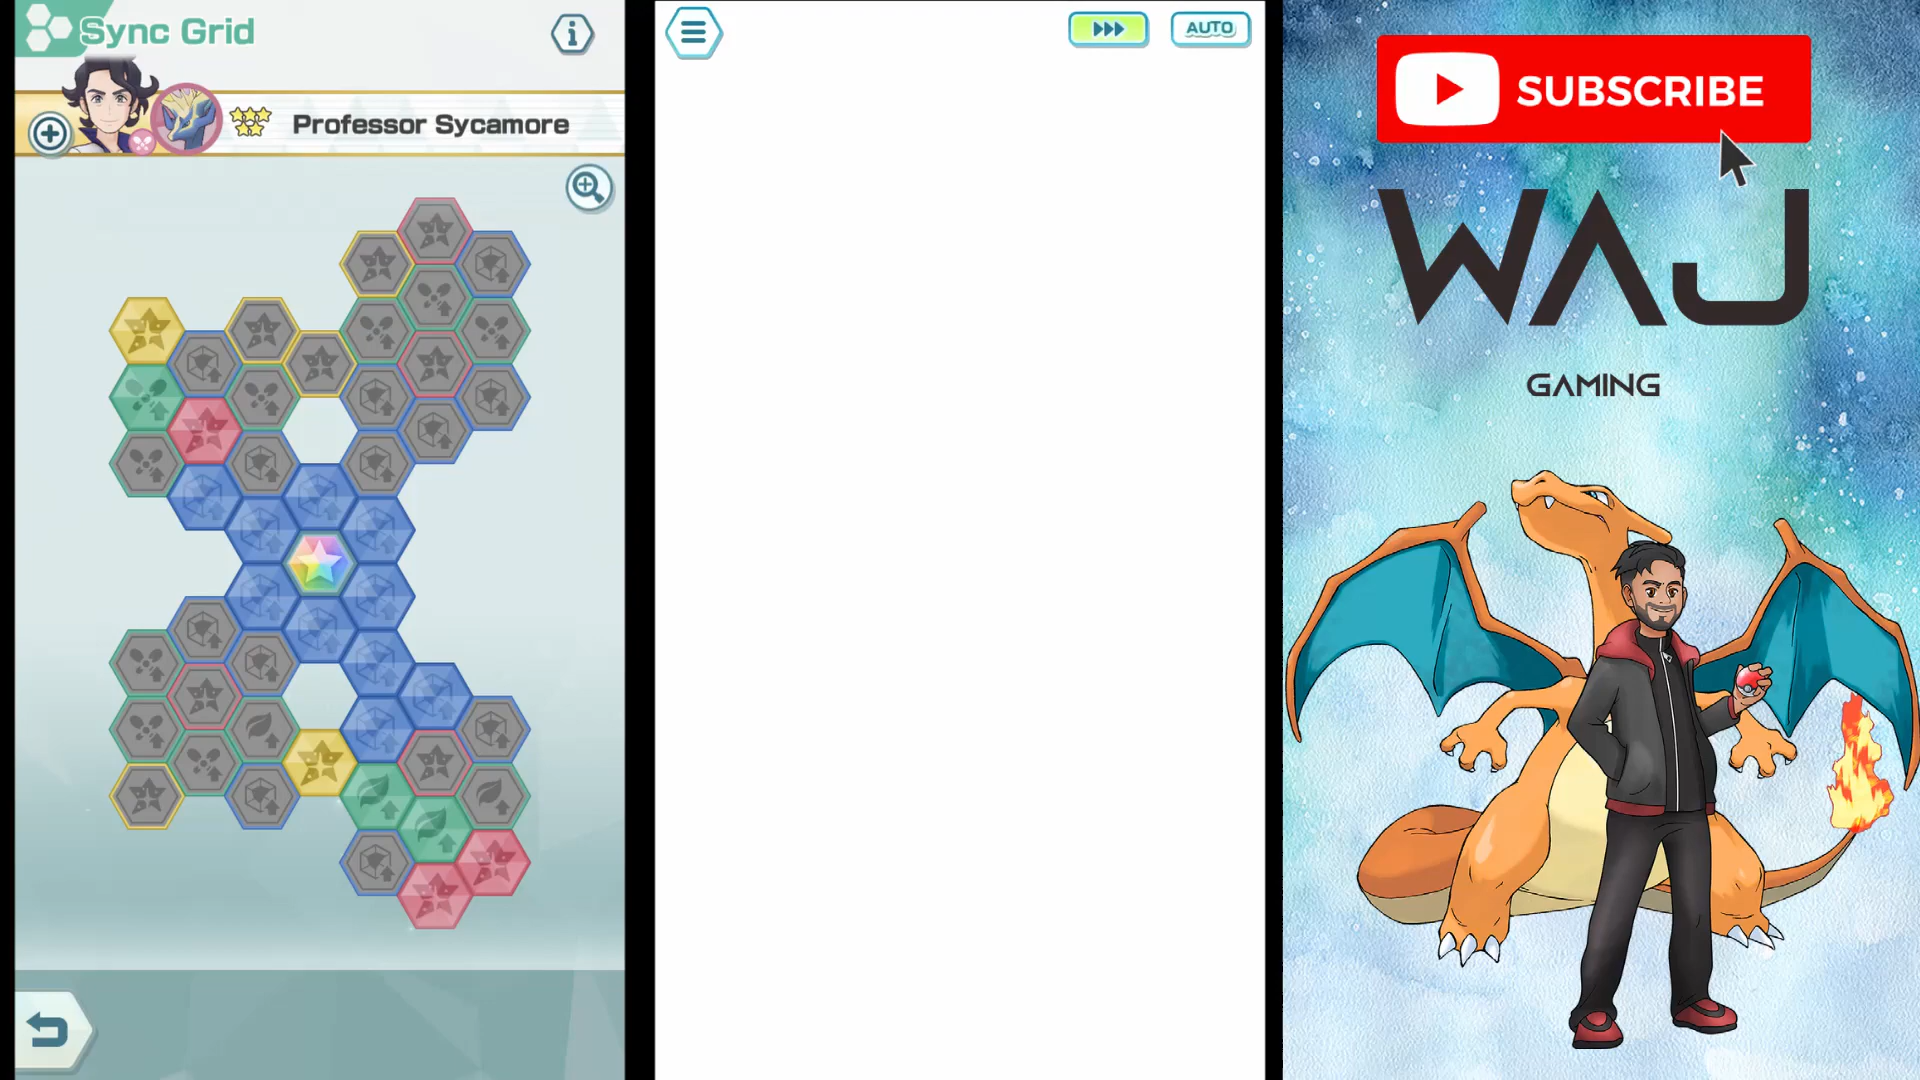 Sync Grid
Professor Sycamore
AUTO
SUBSCRIBE
WAJ
GAMING